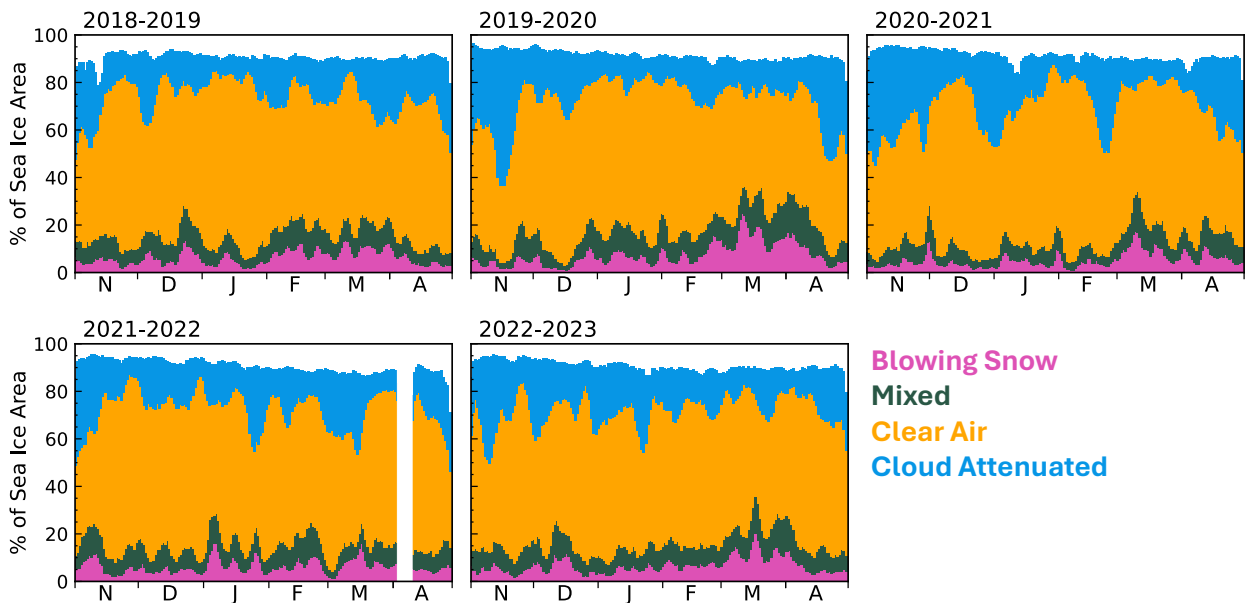 2018-2019
2019-2020
2020-2021
% of Sea Ice Area
100
80
60
40
20
0
N D J F M A
N D J F M A
N D J F M A
2021-2022
2022-2023
% of Sea Ice Area
100
80
60
40
20
0
N D J F M A
N D J F M A
Blowing Snow
Mixed
Clear Air
Cloud Attenuated